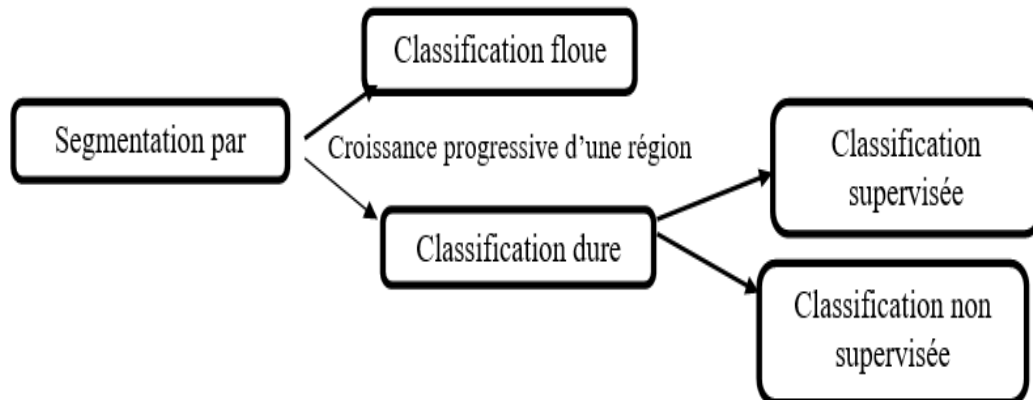 Classification floue
Segmentation par
Croissance progressive d'une région
Classification dure
Classification
supervisée
Classification non
supervisée